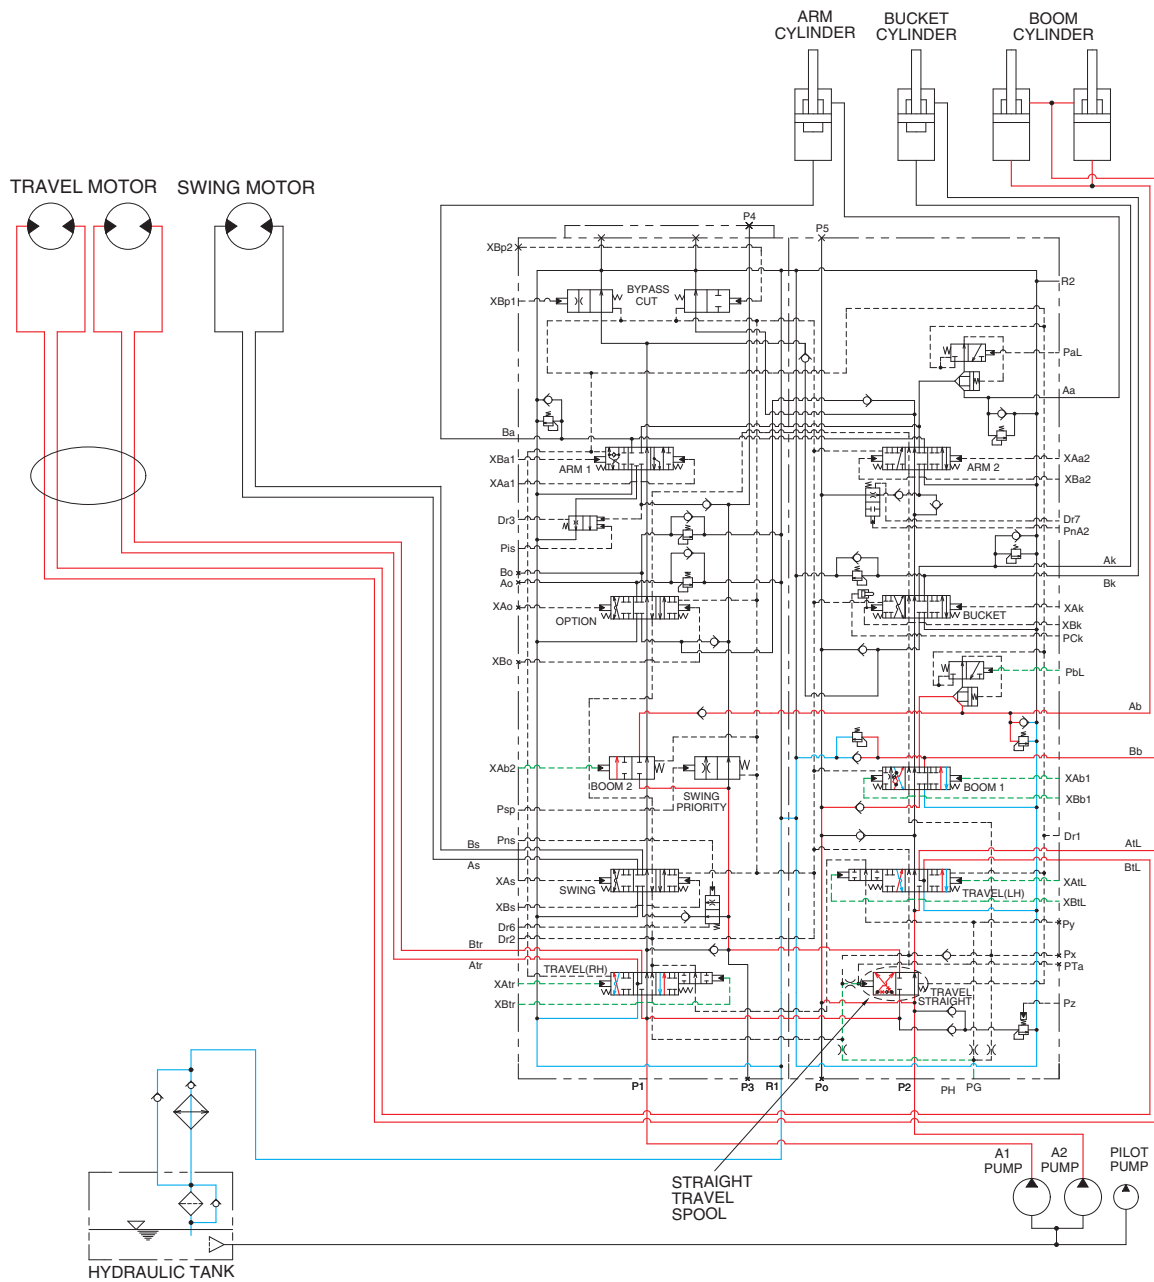 ARM
CYLINDER
BUCKET
CYLINDER
BOOM
CYLINDER
TRAVEL MOTOR
SWING MOTOR
P4
P5
XBp2
BYPASS
CUT
XBp1
R2
PaL
Aa
Ba
XBa1
ARM 1
XAa1
ARM 2
XAa2
XBa2
Dr3
Pis
Dr7
PnA2
Bo
Ao
Ak
Bk
XAo
OPTION
XBo
BUCKET
XAk
XBk
PCk
PbL
Ab
Bb
XAb2
BOOM 2
SWING
PRIORITY
Psp
BOOM 1
XAb1
XBb1
Pns
Bs
As
Dr1
AtL
BtL
XAs
SWING
XBs
Dr6
Dr2
TRAVEL(LH)
XAtL
XBtL
Py
Btr
Atr
Px
PTa
TRAVEL(RH)
XAtr
XBtr
TRAVEL
STRAIGHT
Pz
P1
P3
R1
Po
P2
PH
PG
STRAIGHT
TRAVEL
SPOOL
A1
PUMP
A2
PUMP
PILOT
PUMP
HYDRAULIC TANK